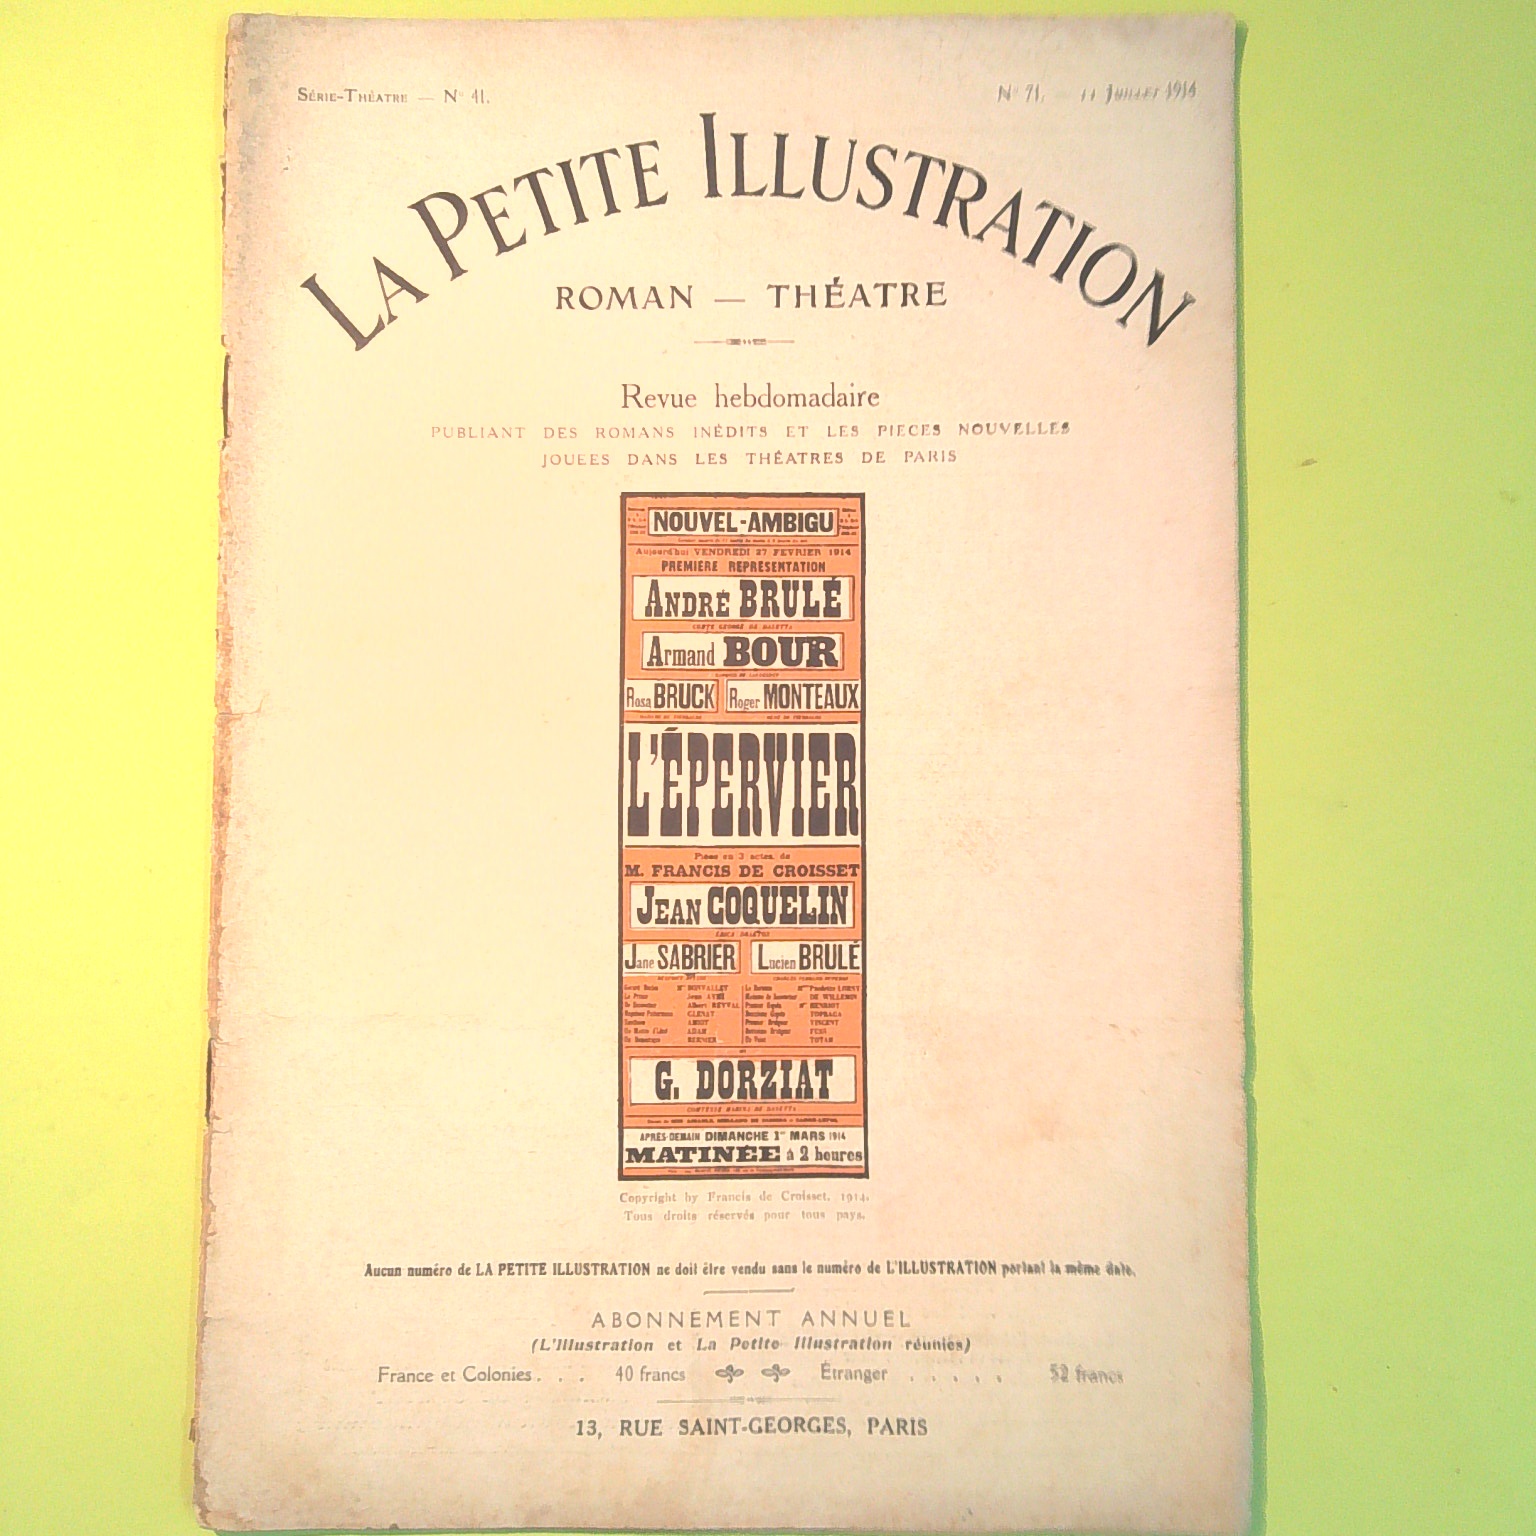 Série-Théatre — N° 41.
N° 71. — 11 Juillet 1914
LA PETITE ILLUSTRATION
ROMAN — THÉATRE
Revue hebdomadaire
PUBLIANT DES ROMANS INÉDITS ET LES PIECES NOUVELLES
JOUEES DANS LES THÉATRES DE PARIS
NOUVEL-AMBIGU
Aujourd'hui VENDREDI 27 FEVRIER 1914
PREMIERE REPRESENTATION
ANDRÉ BRULÉ
Armand BOUR
Rosa BRUCK Roger MONTEAUX
L'ÉPERVIER
Pièce en 3 actes, de
M. FRANCIS DE CROISSET
JEAN COQUELIN
Jane SABRIER Lucien BRULÉ
G. DORZIAT
APRÈS-DEMAIN DIMANCHE 1er MARS 1914
MATINÉE à 2 heures
Copyright by Francis de Croisset, 1914.
Tous droits réservés pour tous pays.
Aucun numéro de LA PETITE ILLUSTRATION ne doit être vendu sans le numéro de L'ILLUSTRATION portant la même date.
ABONNEMENT ANNUEL
(L'Illustration et La Petite Illustration réunies)
France et Colonies. . . 40 francs Étranger . . . . . 52 francs
13, RUE SAINT-GEORGES, PARIS